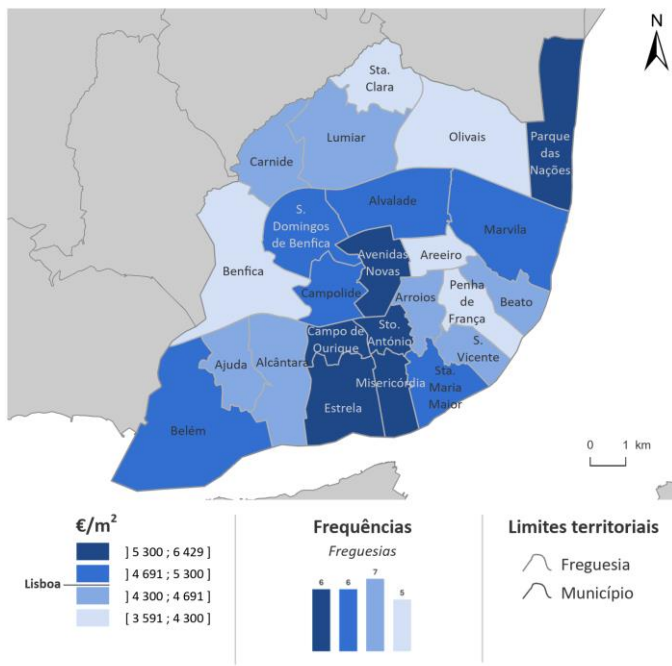 N
Sta.
Clara
Lumiar
Olivais
Carnide
Parque
das
Nações
S.
Domingos
de Benfica
Alvalade
Marvila
Avenidas
Novas
Areeiro
Benfica
Campolide
Arroios
Penha
de
França
Beato
Campo de
Ourique
Sto.
António
S.
Vicente
Ajuda
Alcântara
Misericórdia
Sta.
Maria
Maior
Estrela
Belém
0 1 km
€/m²
] 5 300 ; 6 429 ]
] 4 691 ; 5 300 ]
Lisboa
] 4 300 ; 4 691 ]
[ 3 591 ; 4 300 ]
Frequências
Freguesias
6 6 7 5
Limites territoriais
Freguesia
Município